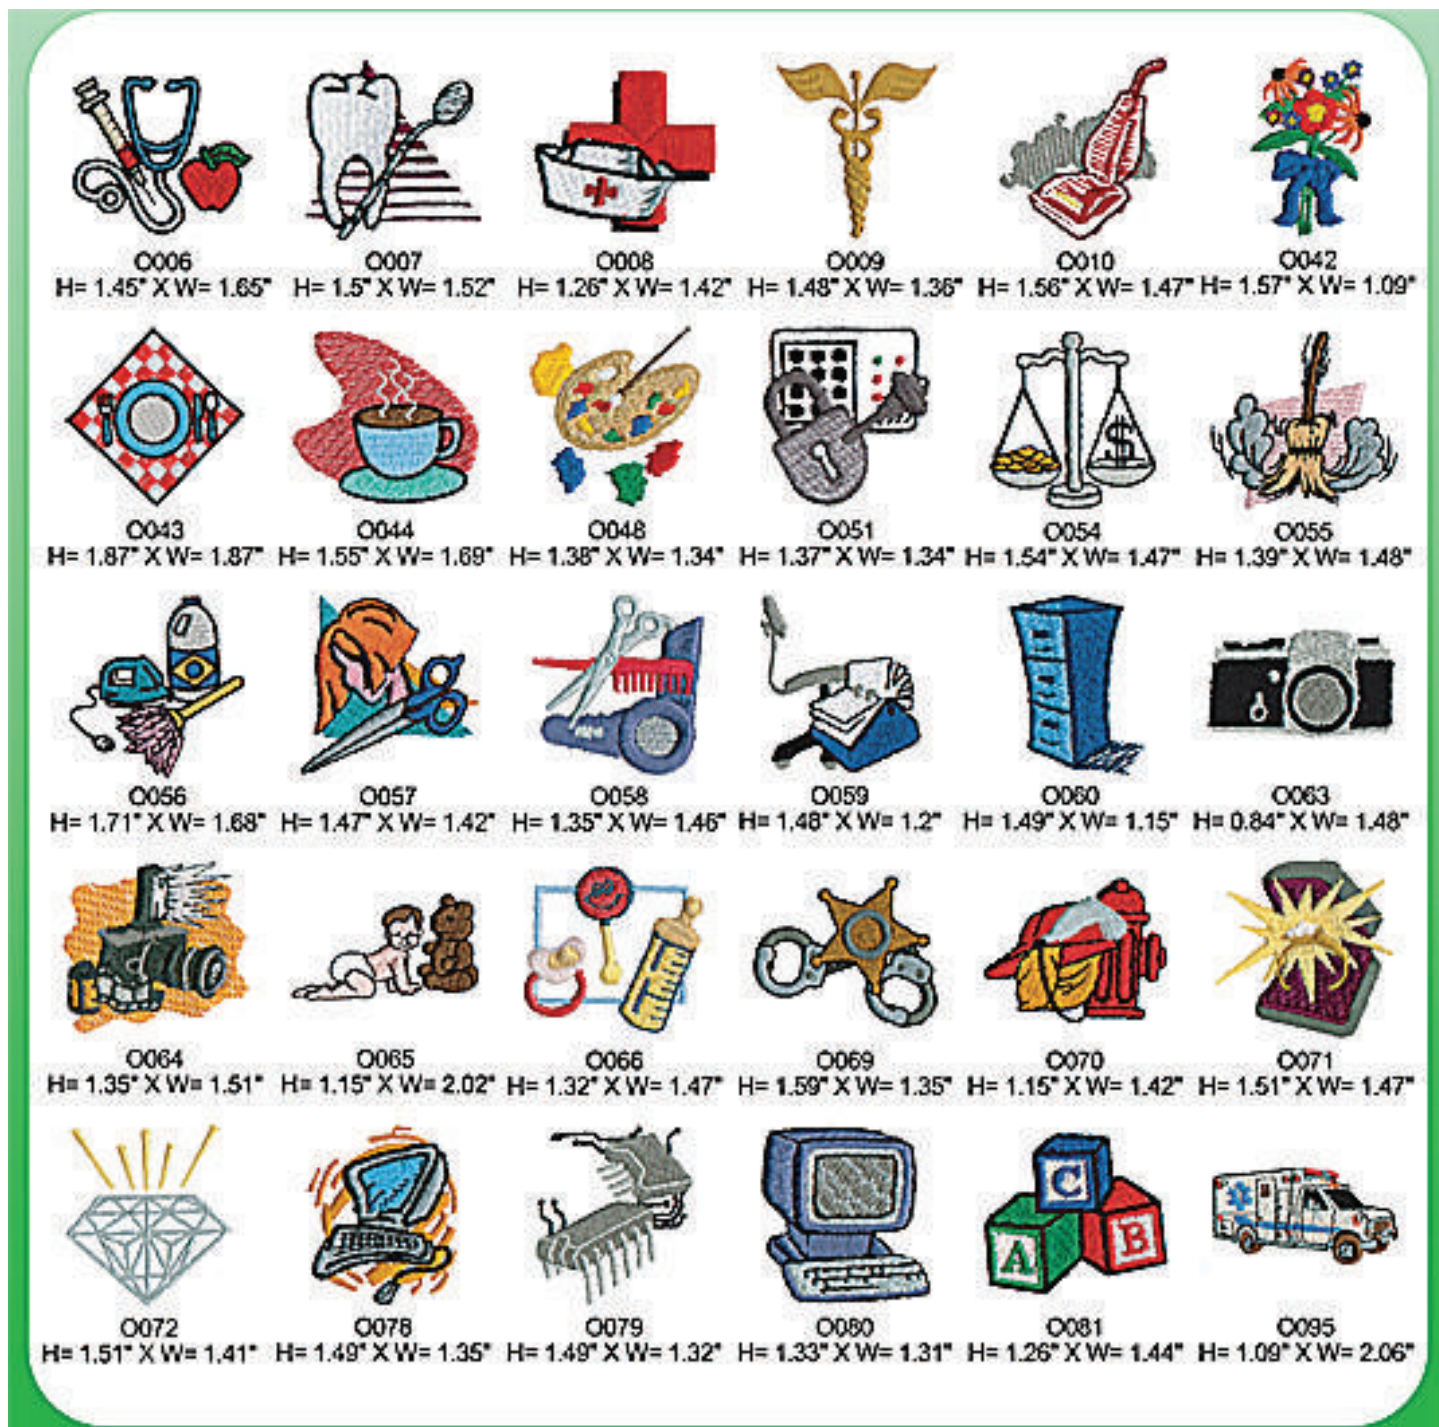 O006 O007 O008 O009 O010 O042
H= 1.45" X W= 1.65" H= 1.5" X W= 1.52" H= 1.26" X W= 1.42" H= 1.48" X W= 1.36" H= 1.56" X W= 1.47" H= 1.57" X W= 1.09"
$
O043 O044 O048 O051 O054 O055
H= 1.87" X W= 1.87" H= 1.55" X W= 1.69" H= 1.38" X W= 1.34" H= 1.37" X W= 1.34" H= 1.54" X W= 1.47" H= 1.39" X W= 1.48"
O056 O057 O058 O059 O060 O063
H= 1.71" X W= 1.68" H= 1.47" X W= 1.42" H= 1.35" X W= 1.46" H= 1.48" X W= 1.2" H= 1.49" X W= 1.15" H= 0.84" X W= 1.48"
O064 O065 O066 O069 O070 O071
H= 1.35" X W= 1.51" H= 1.15" X W= 2.02" H= 1.32" X W= 1.47" H= 1.59" X W= 1.35" H= 1.15" X W= 1.42" H= 1.51" X W= 1.47"
C
A B
O072 O078 O079 O080 O081 O095
H= 1.51" X W= 1.41" H= 1.49" X W= 1.35" H= 1.49" X W= 1.32" H= 1.33" X W= 1.31" H= 1.26" X W= 1.44" H= 1.09" X W= 2.06"